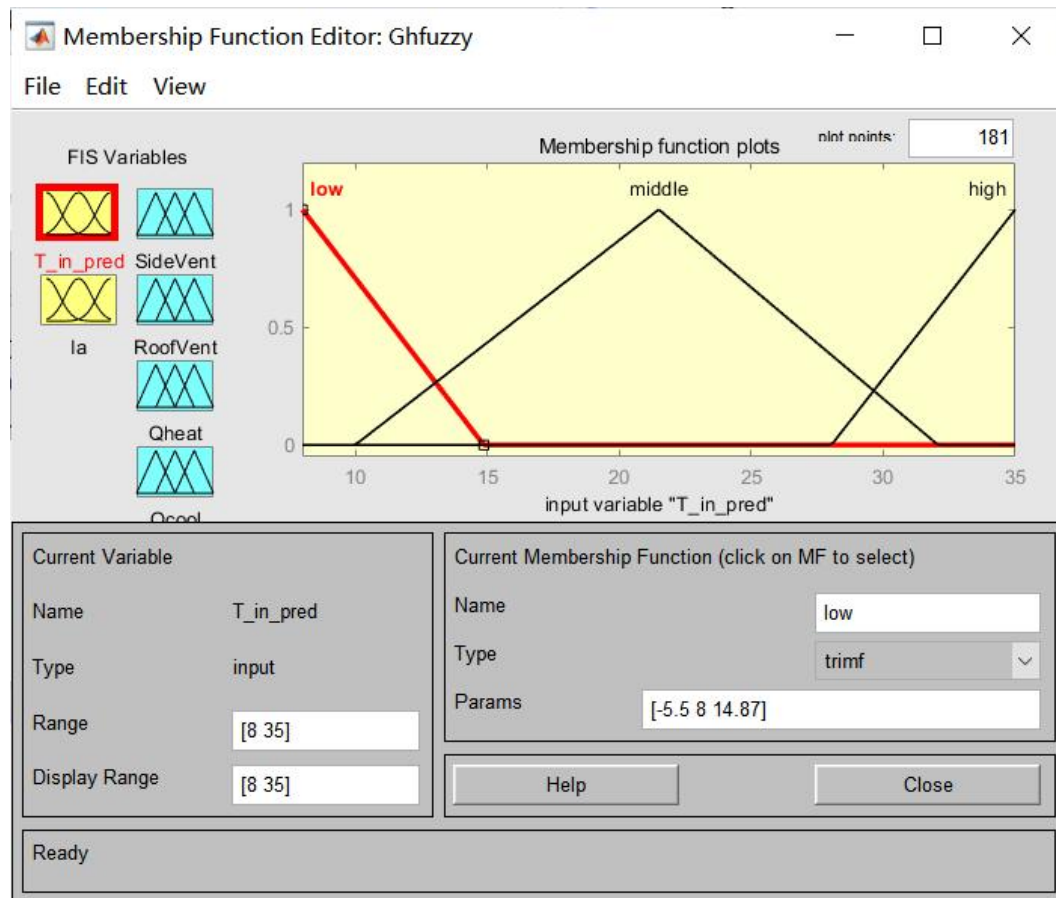 Membership Function Editor: Ghfuzzy
File Edit View
FIS Variables
T_in_pred
SideVent
Ia
RoofVent
Qheat
Qcool
Membership function plots
plot points:
181
low
middle
high
1
0.5
0
10 15 20 25 30 35
input variable "T_in_pred"
Current Variable
Name T_in_pred
Type input
Range [8 35]
Display Range [8 35]
Current Membership Function (click on MF to select)
Name low
Type trimf
Params [-5.5 8 14.87]
Help
Close
Ready